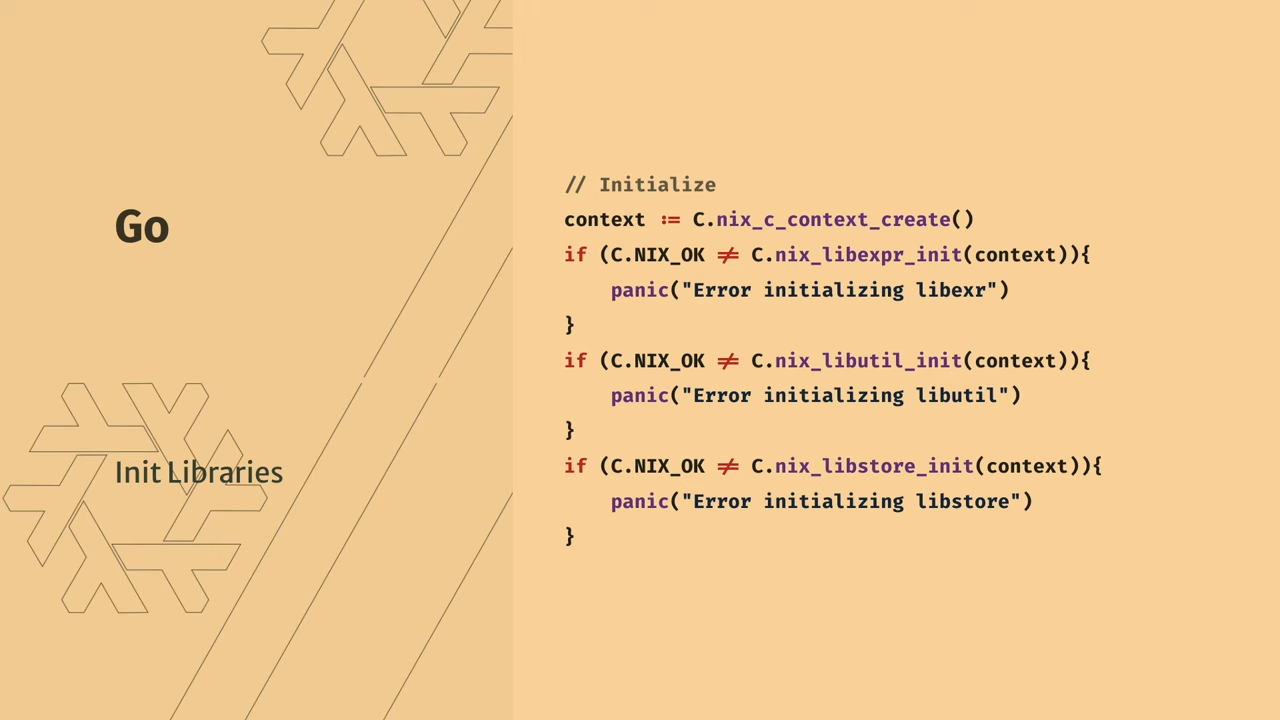 Go
Init Libraries
// Initialize
context := C.nix_c_context_create()
if (C.NIX_OK != C.nix_libexpr_init(context)){
    panic("Error initializing libexr")
}
if (C.NIX_OK != C.nix_libutil_init(context)){
    panic("Error initializing libutil")
}
if (C.NIX_OK != C.nix_libstore_init(context)){
    panic("Error initializing libstore")
}